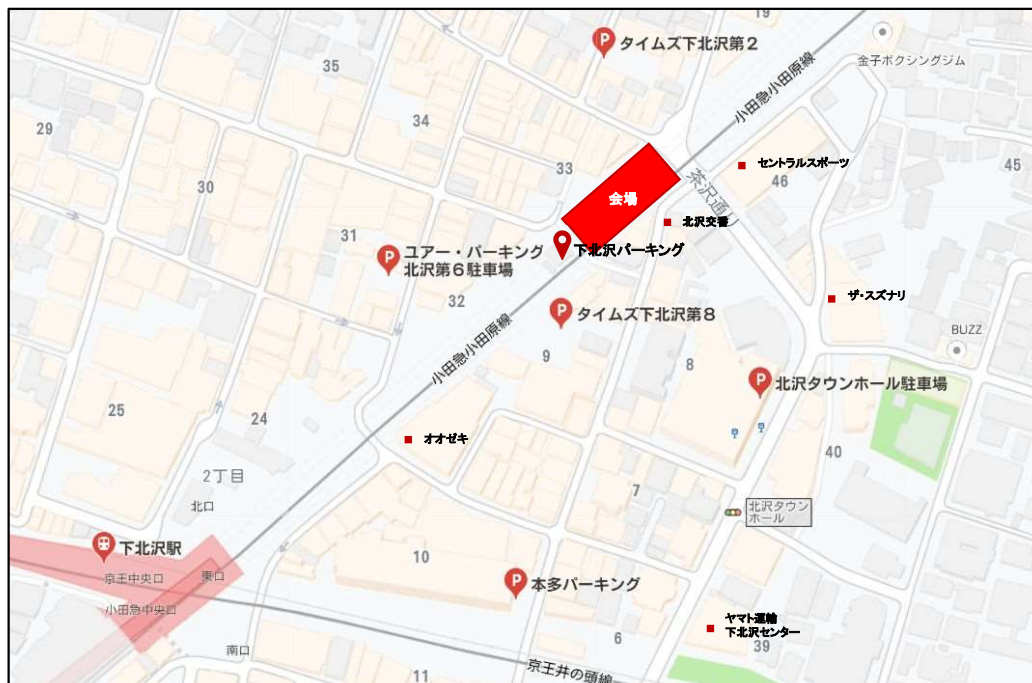 19
タイムズ下北沢第2
金子ボクシングジム
35
小田急小田原線
34
29
33
セントラルスポーツ
45
46
30
会場
茶沢通り
北沢交番
31
下北沢パーキング
ユアー・パーキング
北沢第6駐車場
32
ザ・スズナリ
タイムズ下北沢第8
BUZZ
小田急小田原線
9
8
北沢タウンホール駐車場
25
24
オオゼキ
40
2丁目
7
北口
北沢タウン
ホール
下北沢駅
10
京王中央口
東口
本多パーキング
小田急中央口
ヤマト運輸
下北沢センター
6
39
南口
京王井の頭線
11